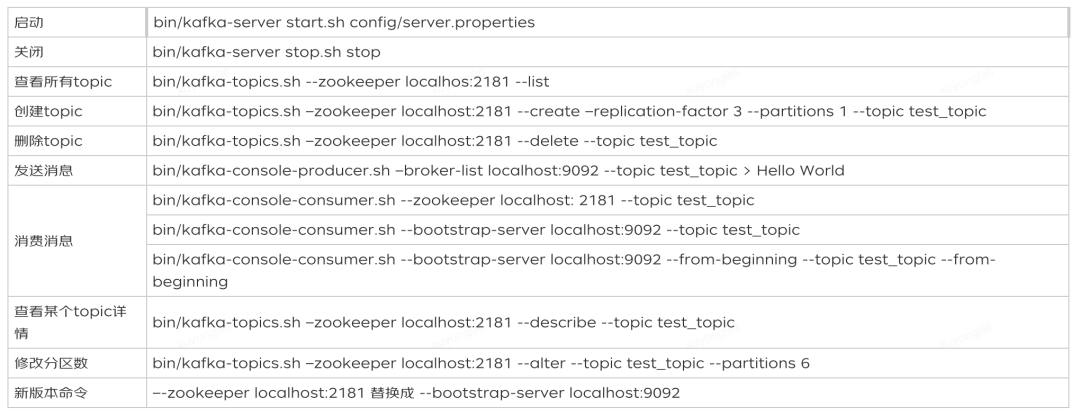 启动 bin/kafka-server start.sh config/server.properties
关闭 bin/kafka-server stop.sh stop
查看所有topic bin/kafka-topics.sh --zookeeper localhos:2181 --list
创建topic bin/kafka-topics.sh –zookeeper localhost:2181 --create –replication-factor 3 --partitions 1 --topic test_topic
删除topic bin/kafka-topics.sh –zookeeper localhost:2181 --delete --topic test_topic
发送消息 bin/kafka-console-producer.sh –broker-list localhost:9092 --topic test_topic > Hello World
消费消息
bin/kafka-console-consumer.sh --zookeeper localhost: 2181 --topic test_topic
bin/kafka-console-consumer.sh --bootstrap-server localhost:9092 --topic test_topic
bin/kafka-console-consumer.sh --bootstrap-server localhost:9092 --from-beginning --topic test_topic --from-
beginning
查看某个topic详
情
bin/kafka-topics.sh –zookeeper localhost:2181 --describe --topic test_topic
修改分区数 bin/kafka-topics.sh –zookeeper localhost:2181 --alter --topic test_topic --partitions 6
新版本命令 –-zookeeper localhost:2181 替换成 --bootstrap-server localhost:9092